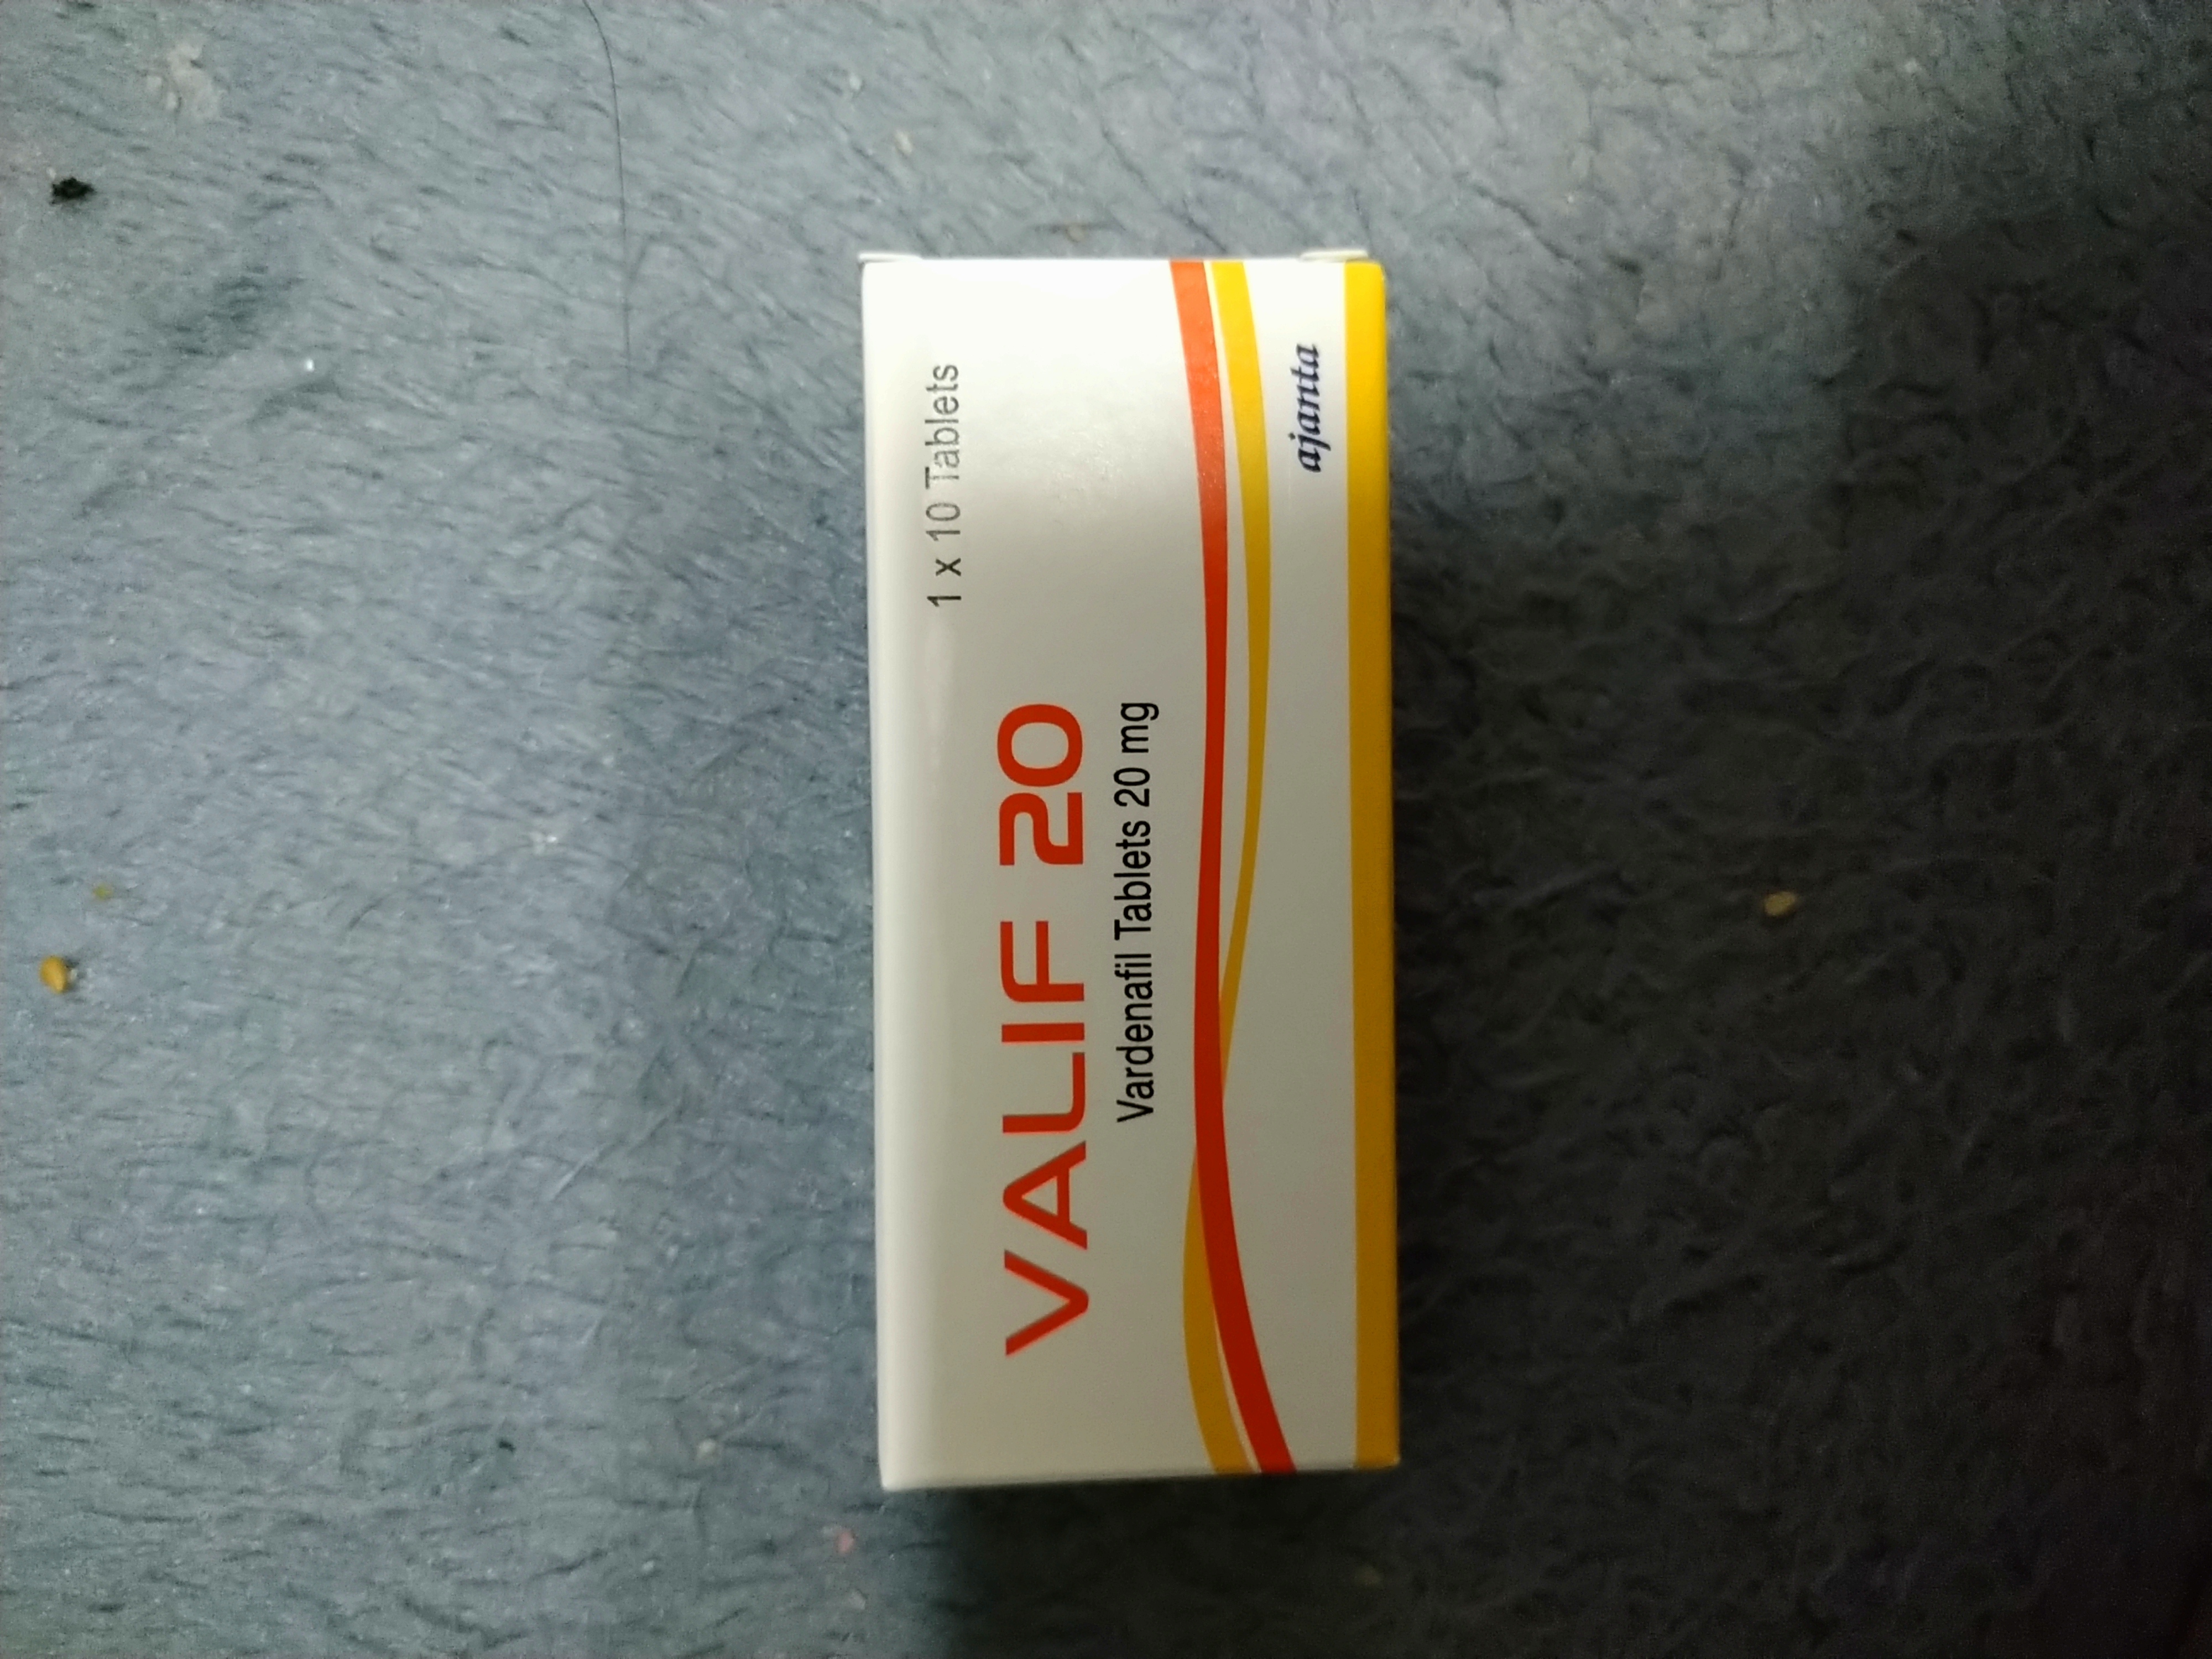 1 x 10 Tablets
VALIF 20
Vardenafil Tablets 20 mg
ajanta